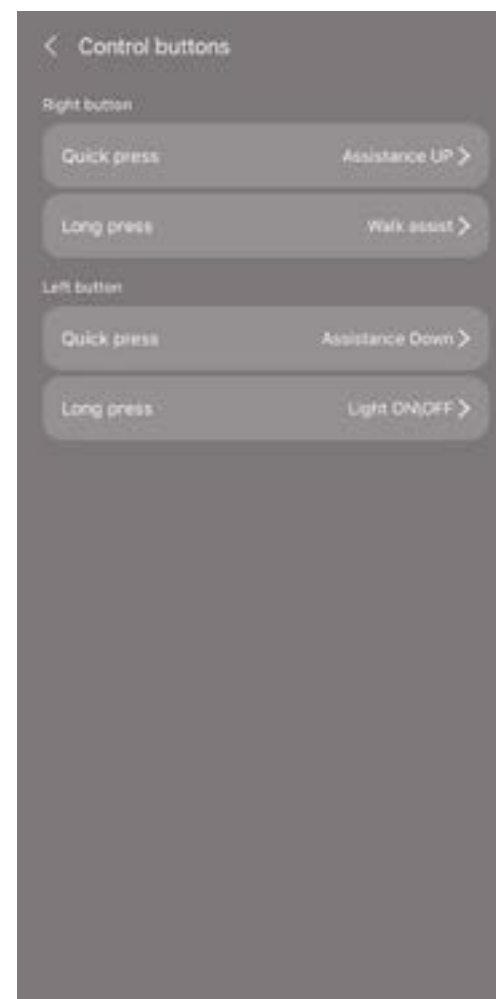 Control buttons
Right button
Quick press Assistance UP
Long press Walk assist
Left button
Quick press Assistance Down
Long press Light ON\OFF